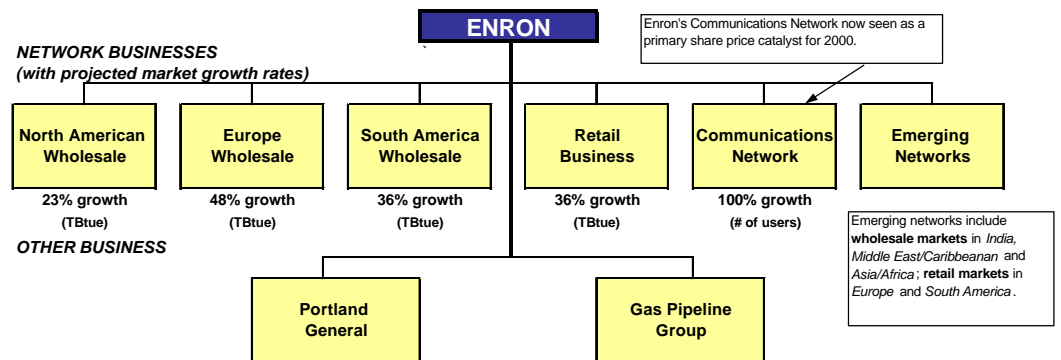 ENRON
`
Enron's Communications Network now seen as a
primary share price catalyst for 2000.
NETWORK BUSINESSES
(with projected market growth rates)
North American
Wholesale
Europe
Wholesale
South America
Wholesale
Retail
Business
Communications
Network
Emerging
Networks
23% growth
(TBtue)
48% growth
(TBtue)
36% growth
(TBtue)
36% growth
(TBtue)
100% growth
(# of users)
Emerging networks include
wholesale markets in India,
Middle East/Caribbeanan and
Asia/Africa; retail markets in
Europe and South America.
OTHER BUSINESS
Portland
General
Gas Pipeline
Group